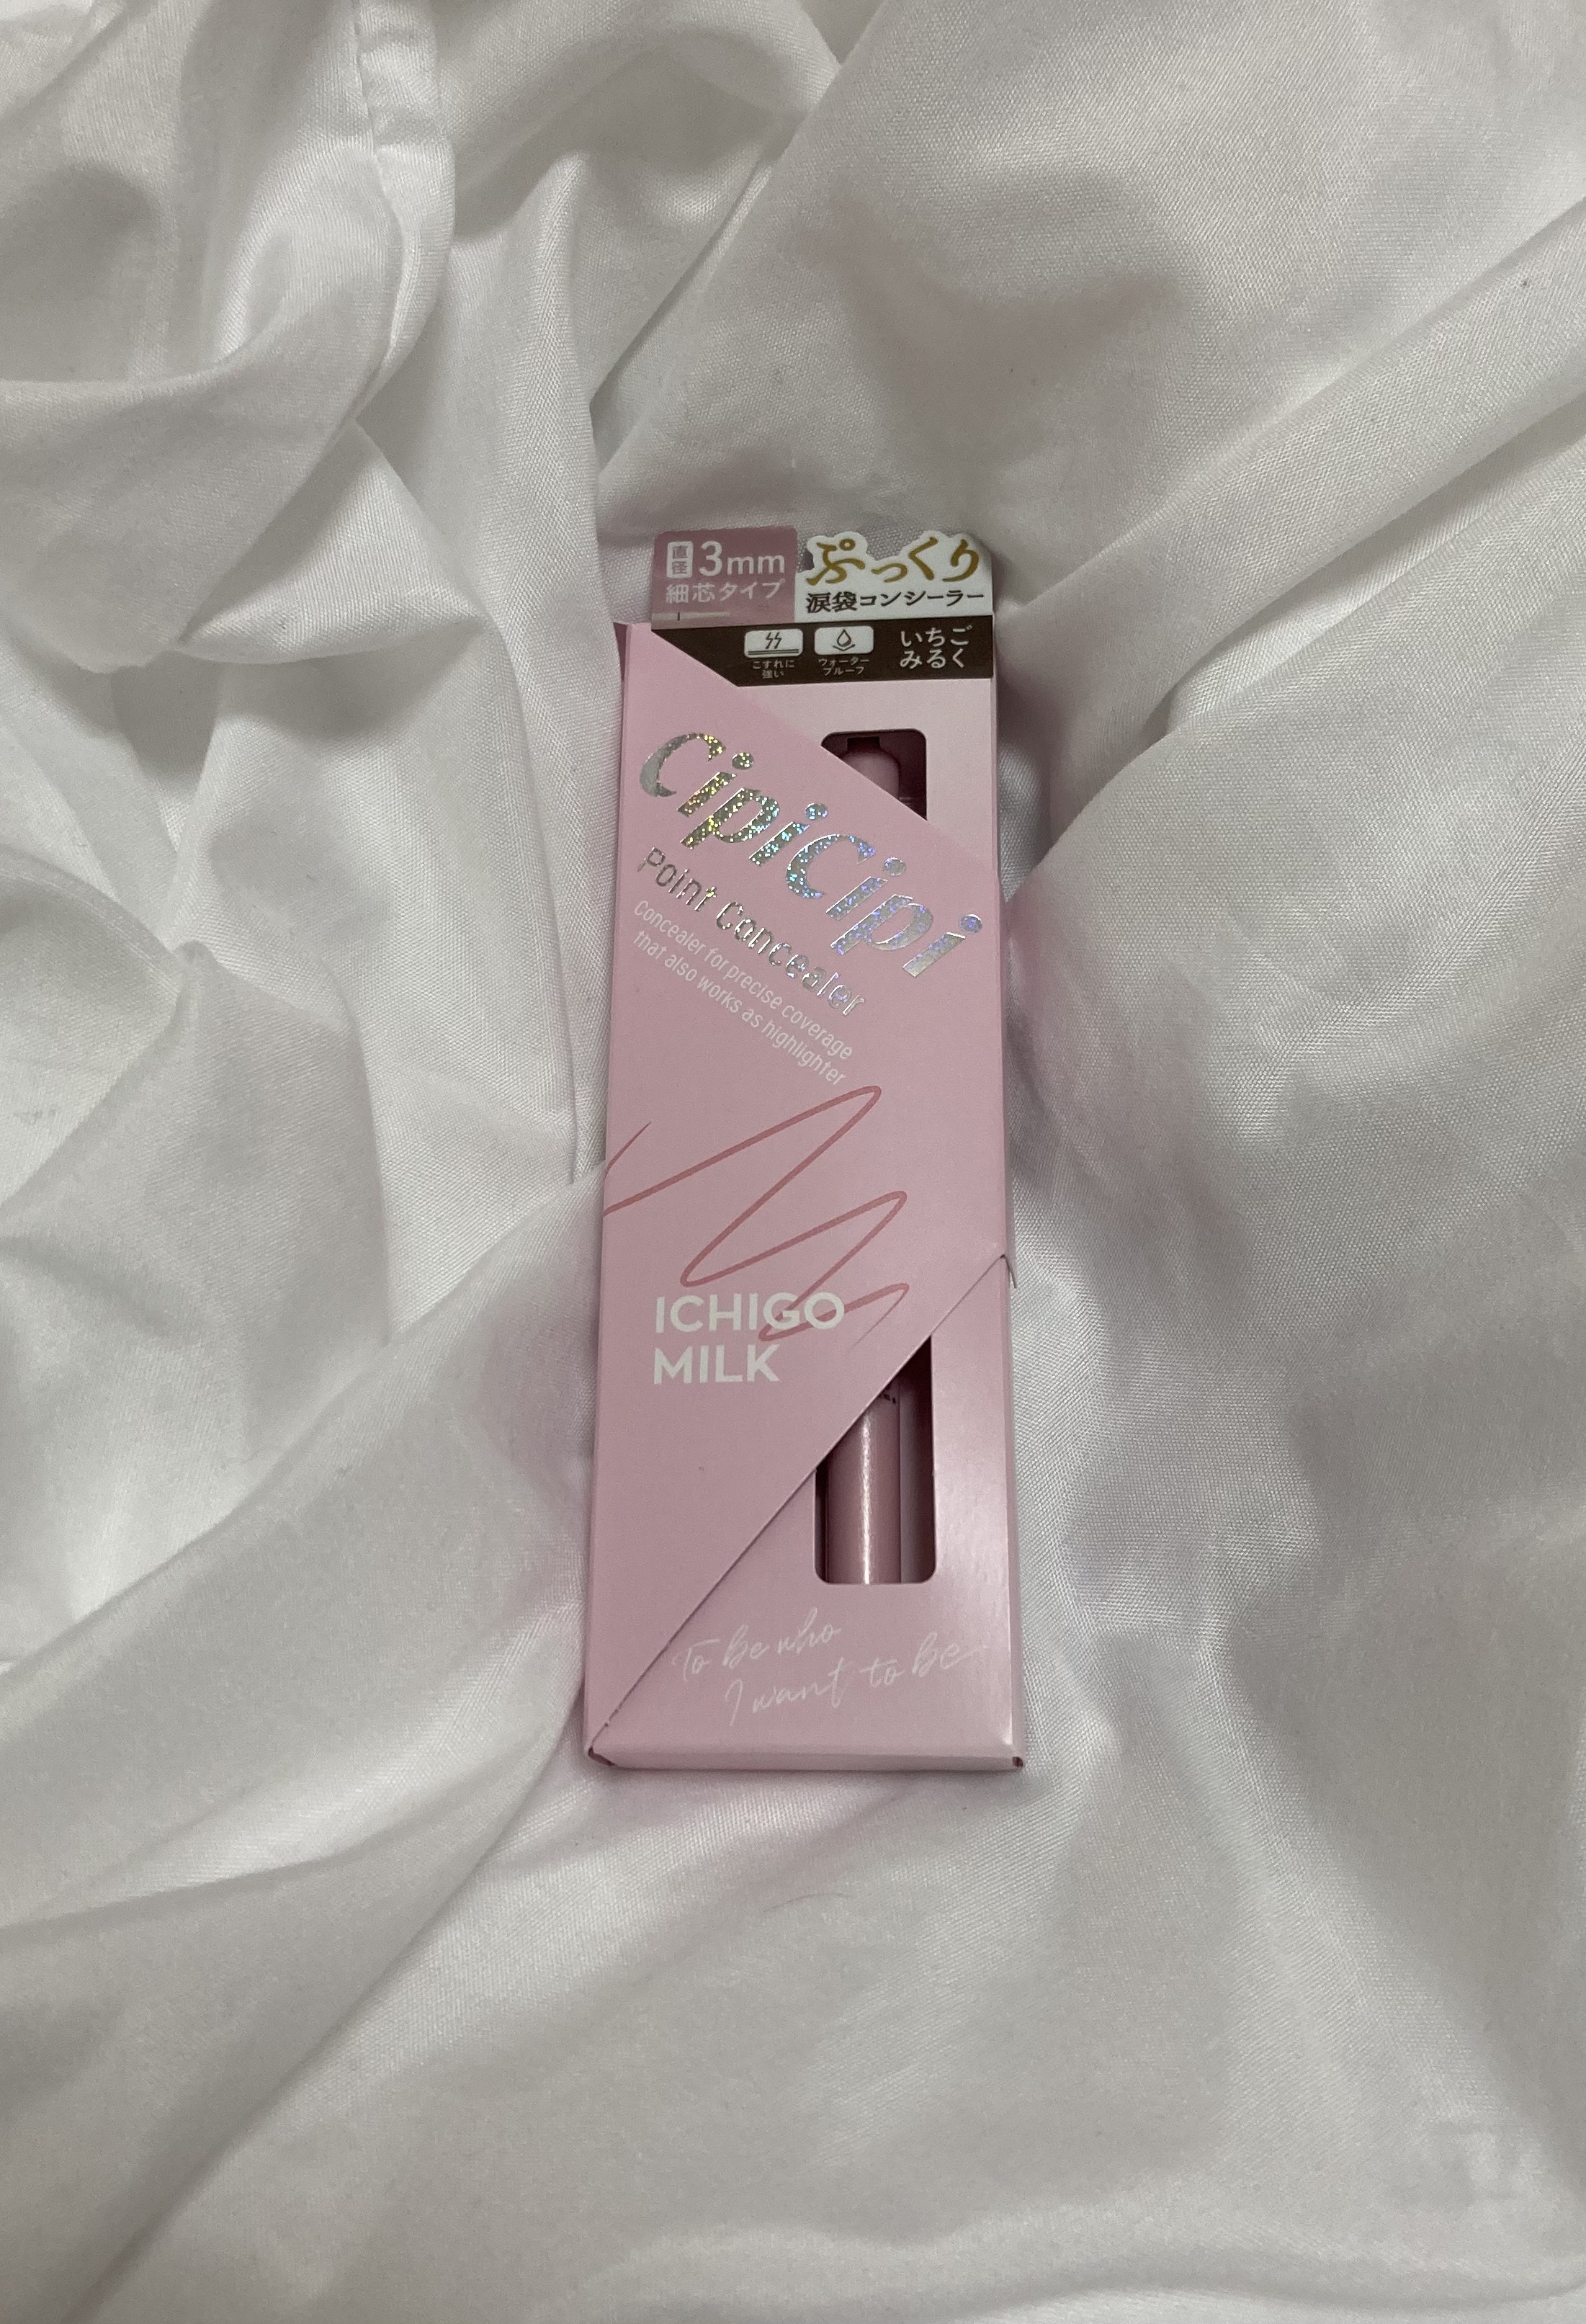 直径3mm
細芯タイプ
ぷっくり
涙袋コンシーラー
こすれに
強い
ウォーター
プルーフ
いちご
みるく
CipiCipi
Point Concealer
Concealer for precise coverage
that also works as highlighter
ICHIGO
MILK
To be who
I want to be